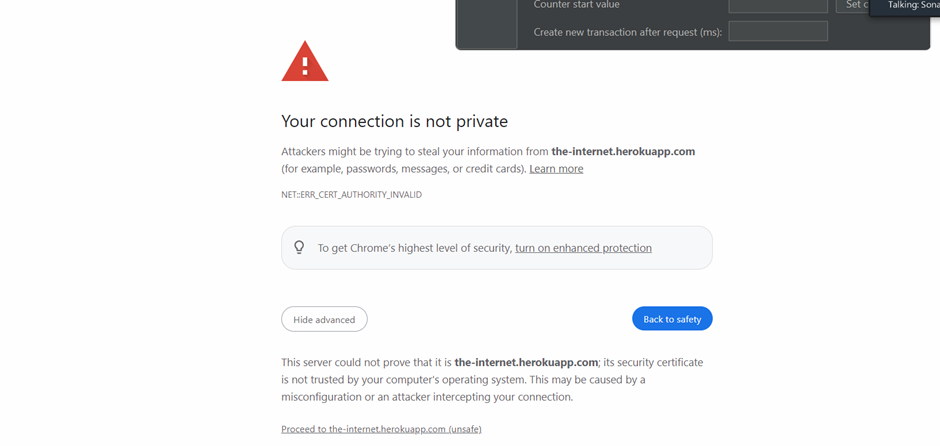 Counter start value
Set c
Talking: Sona
Create new transaction after request (ms):
Your connection is not private
Attackers might be trying to steal your information from the-internet.herokuapp.com
(for example, passwords, messages, or credit cards). Learn more
NET::ERR_CERT_AUTHORITY_INVALID
To get Chrome's highest level of security, turn on enhanced protection
Hide advanced
Back to safety
This server could not prove that it is the-internet.herokuapp.com; its security certificate
is not trusted by your computer's operating system. This may be caused by a
misconfiguration or an attacker intercepting your connection.
Proceed to the-internet.herokuapp.com (unsafe)